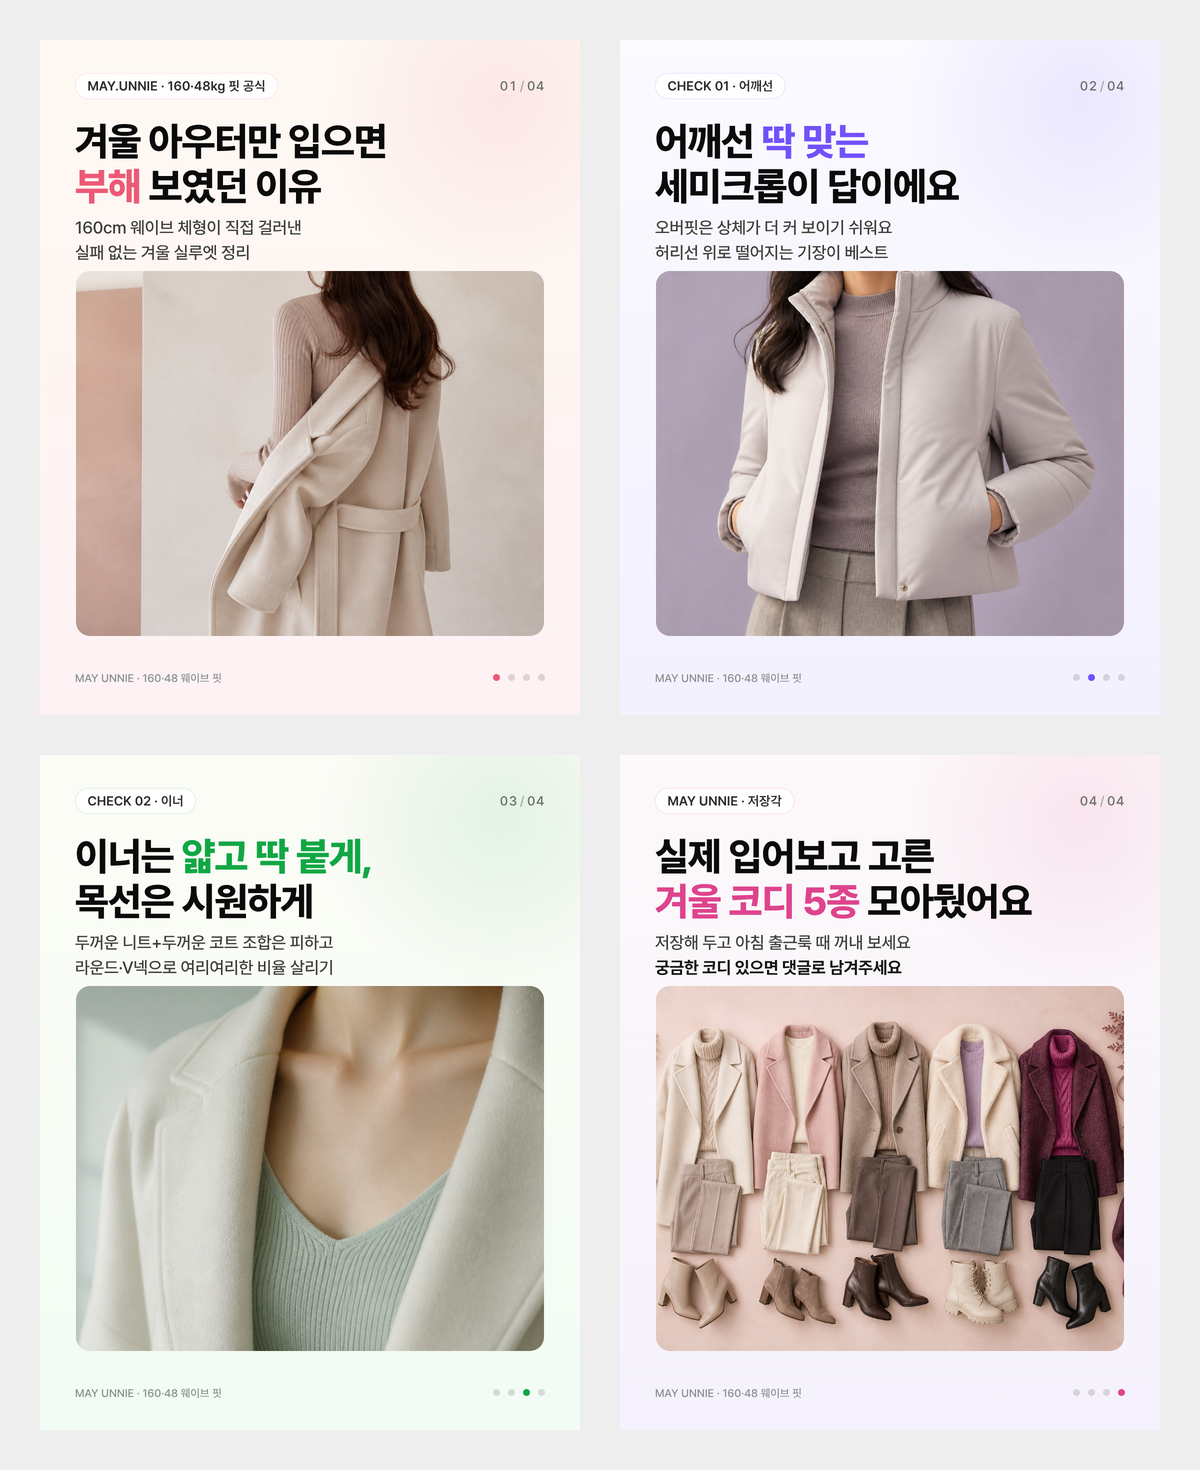 MAY.UNNIE · 160·48kg 핏 공식
01 / 04
겨울 아우터만 입으면
부해 보였던 이유
160cm 웨이브 체형이 직접 걸러낸
실패 없는 겨울 실루엣 정리
MAY UNNIE · 160·48 웨이브 핏
CHECK 01 · 어깨선
02 / 04
어깨선 딱 맞는
세미크롭이 답이에요
오버핏은 상체가 더 커 보이기 쉬워요
허리선 위로 떨어지는 기장이 베스트
MAY UNNIE · 160·48 웨이브 핏
CHECK 02 · 이너
03 / 04
이너는 얇고 딱 붙게,
목선은 시원하게
두꺼운 니트+두꺼운 코트 조합은 피하고
라운드·V넥으로 여리여리한 비율 살리기
MAY UNNIE · 160·48 웨이브 핏
MAY UNNIE · 저장각
04 / 04
실제 입어보고 고른
겨울 코디 5종 모아뒀어요
저장해 두고 아침 출근룩 때 꺼내 보세요
궁금한 코디 있으면 댓글로 남겨주세요
MAY UNNIE · 160·48 웨이브 핏